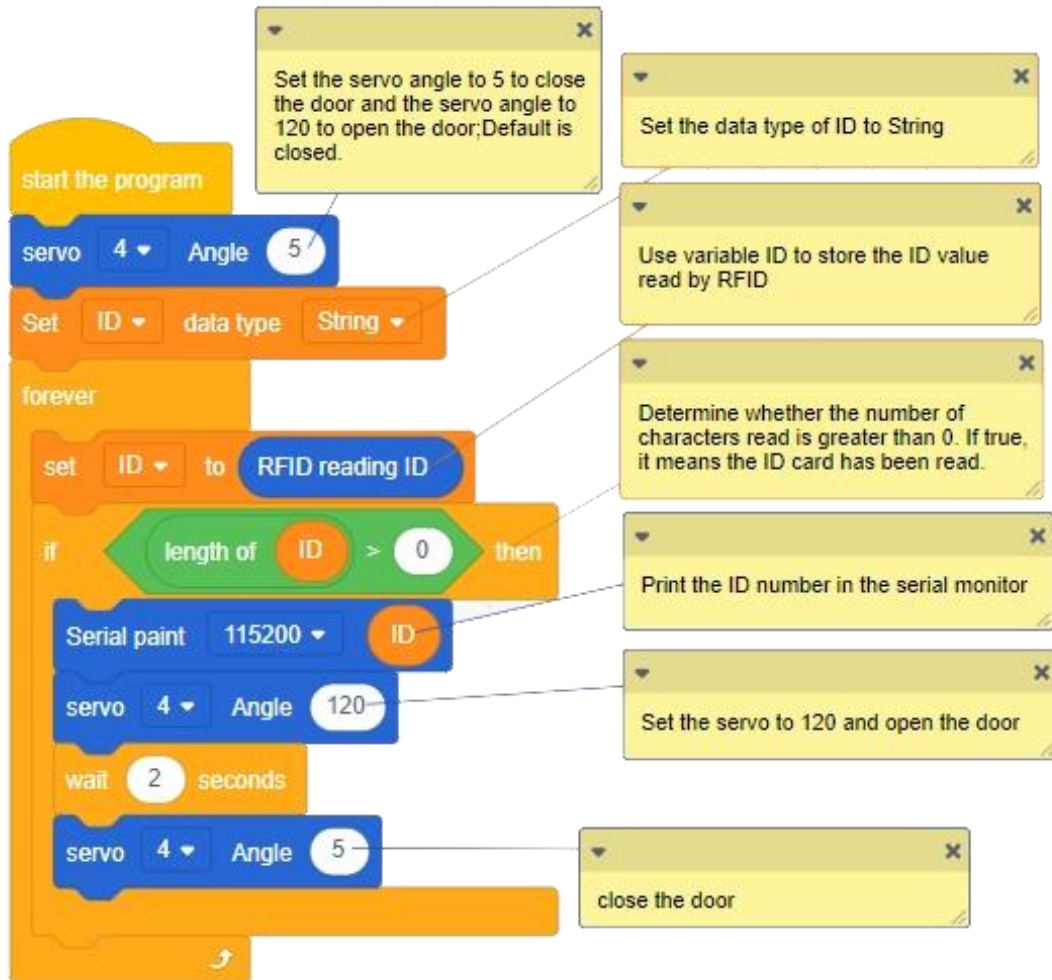 Set the servo angle to 5 to close
the door and the servo angle to
120 to open the door;Default is
closed.
Set the data type of ID to String
start the program
servo 4 Angle 5
Use variable ID to store the ID value
read by RFID
Set ID data type String
forever
Determine whether the number of
characters read is greater than 0. If true,
it means the ID card has been read.
set ID to RFID reading ID
if length of ID > 0 then
Print the ID number in the serial monitor
Serial paint 115200 ID
servo 4 Angle 120
Set the servo to 120 and open the door
wait 2 seconds
servo 4 Angle 5
close the door